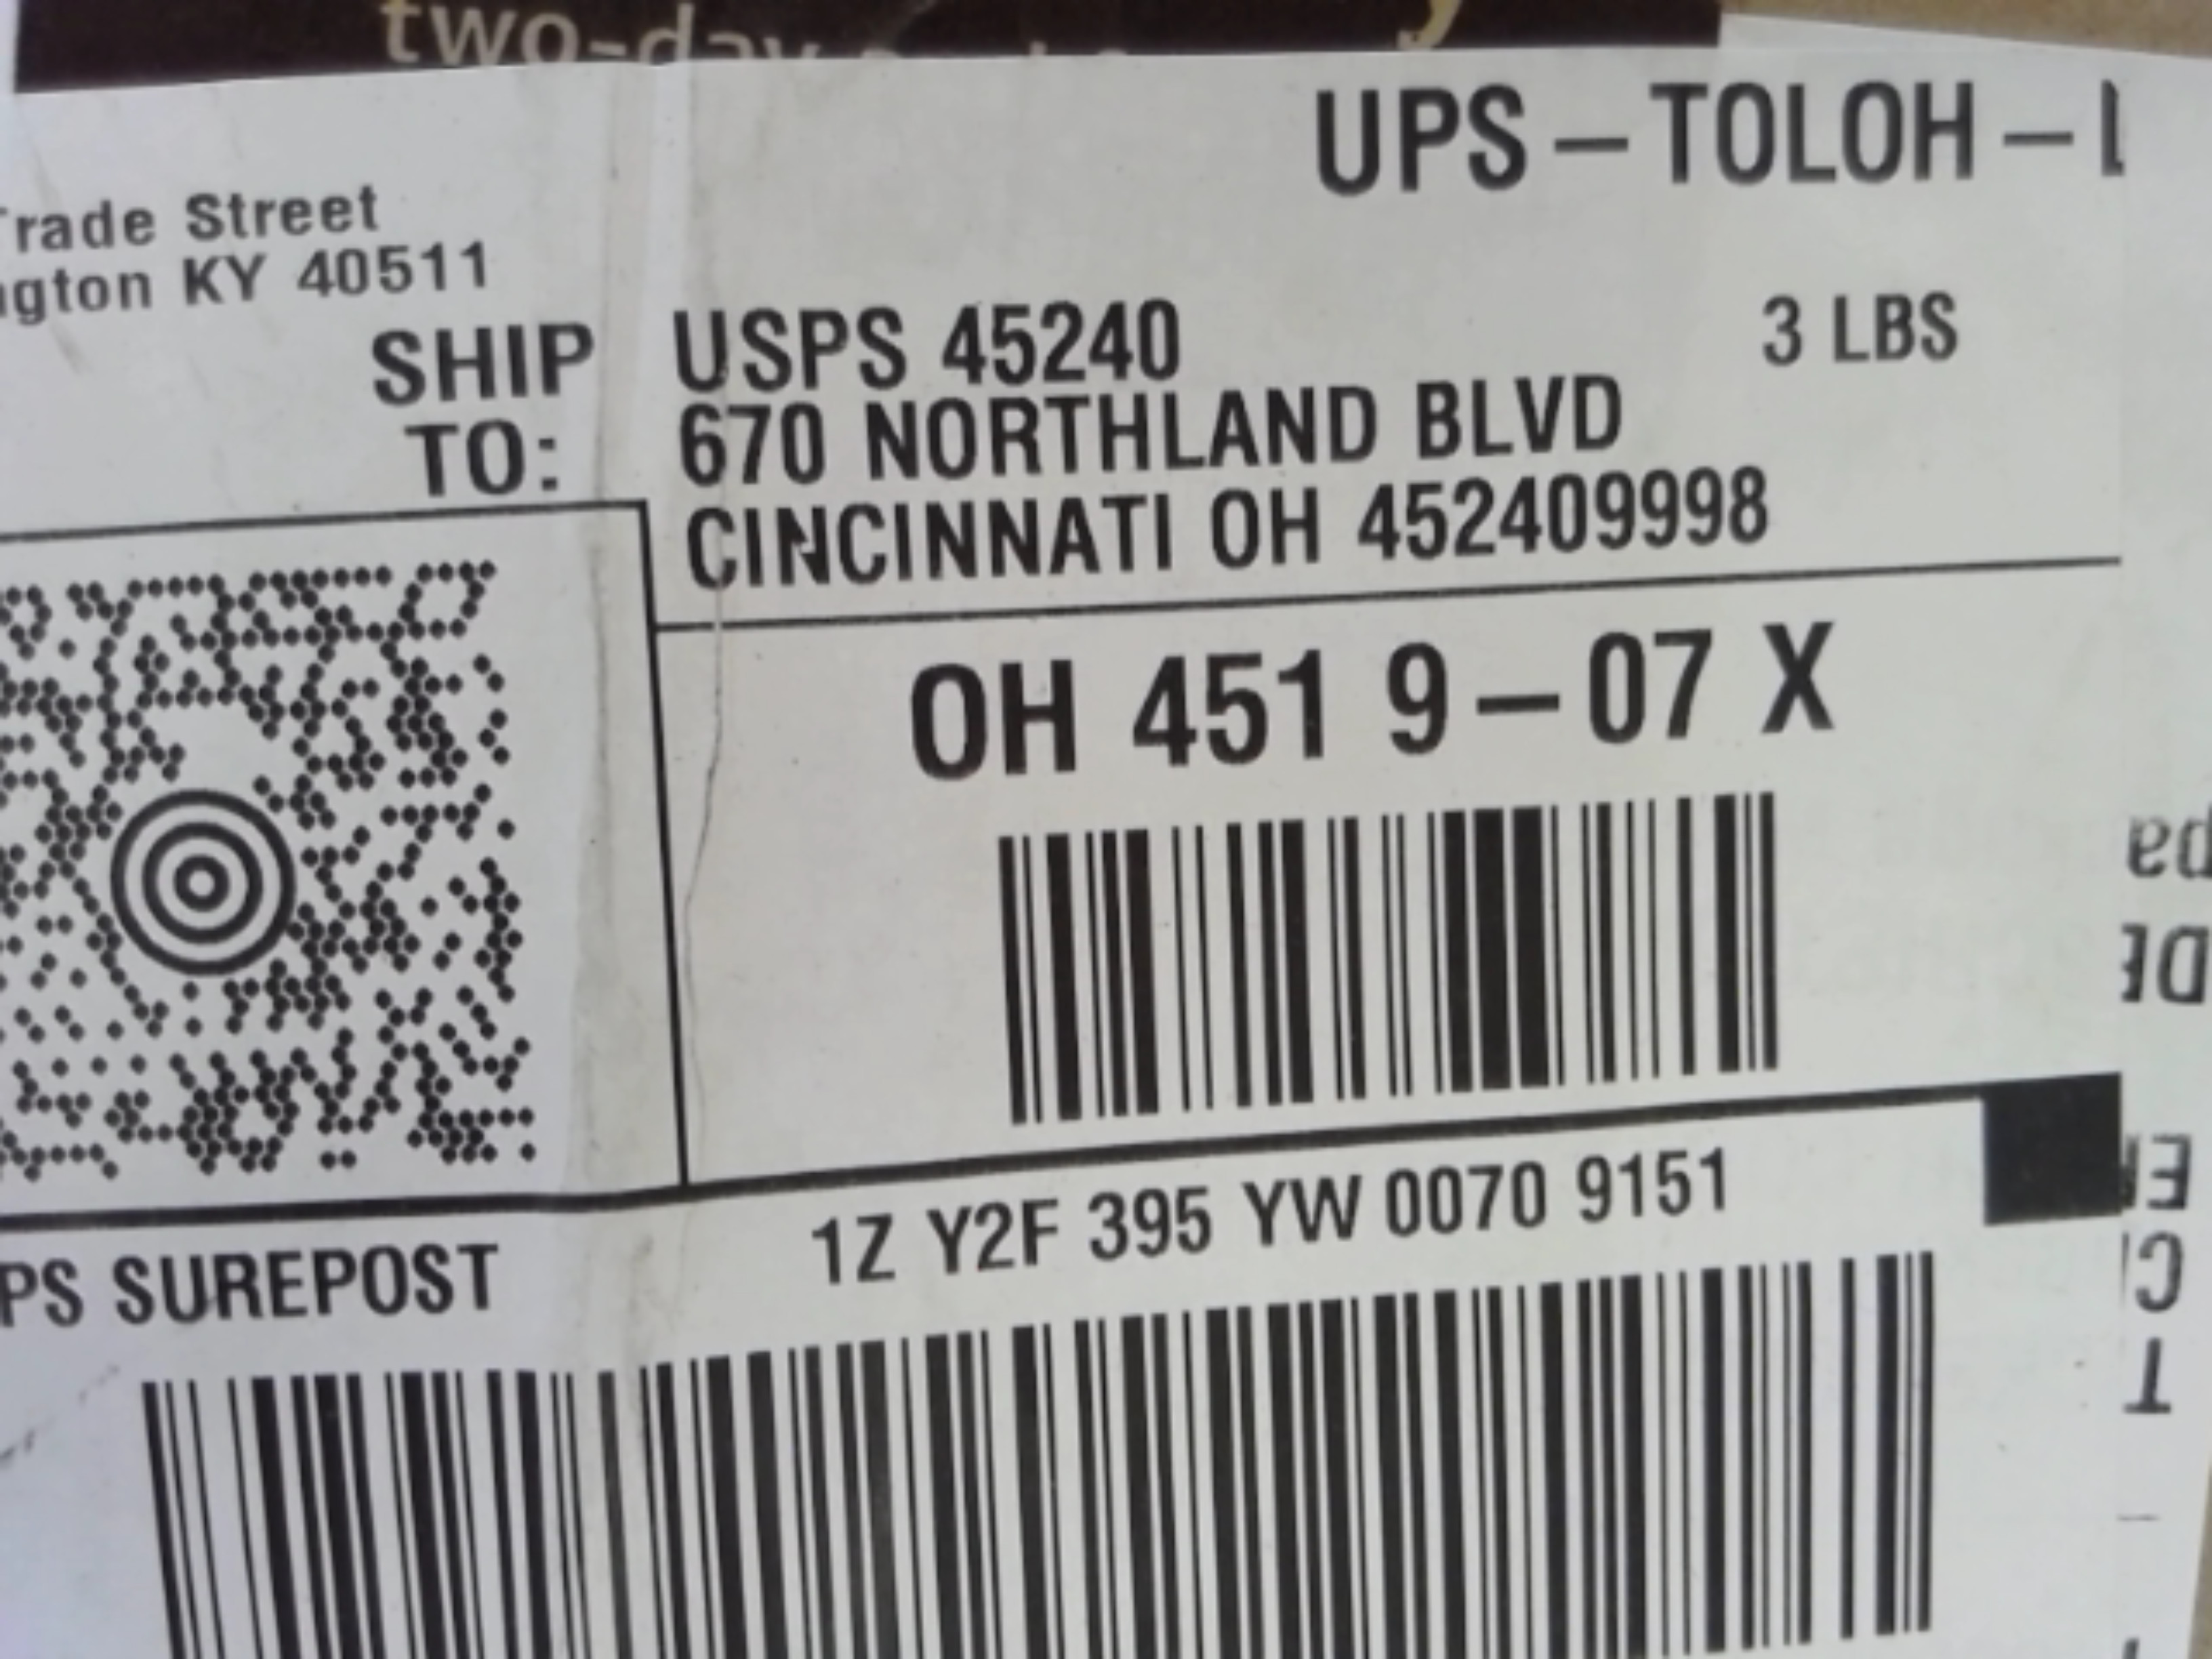 two-day
UPS – TOLOH –
Trade Street
KY 40511
SHIP TO:
USPS 45240
3 LBS
670 NORTHLAND BLVD
CINCINNATI OH 452409998
OH 451 9 – 07 X
1Z Y2F 395 YW 0070 9151
PS SUREPOST